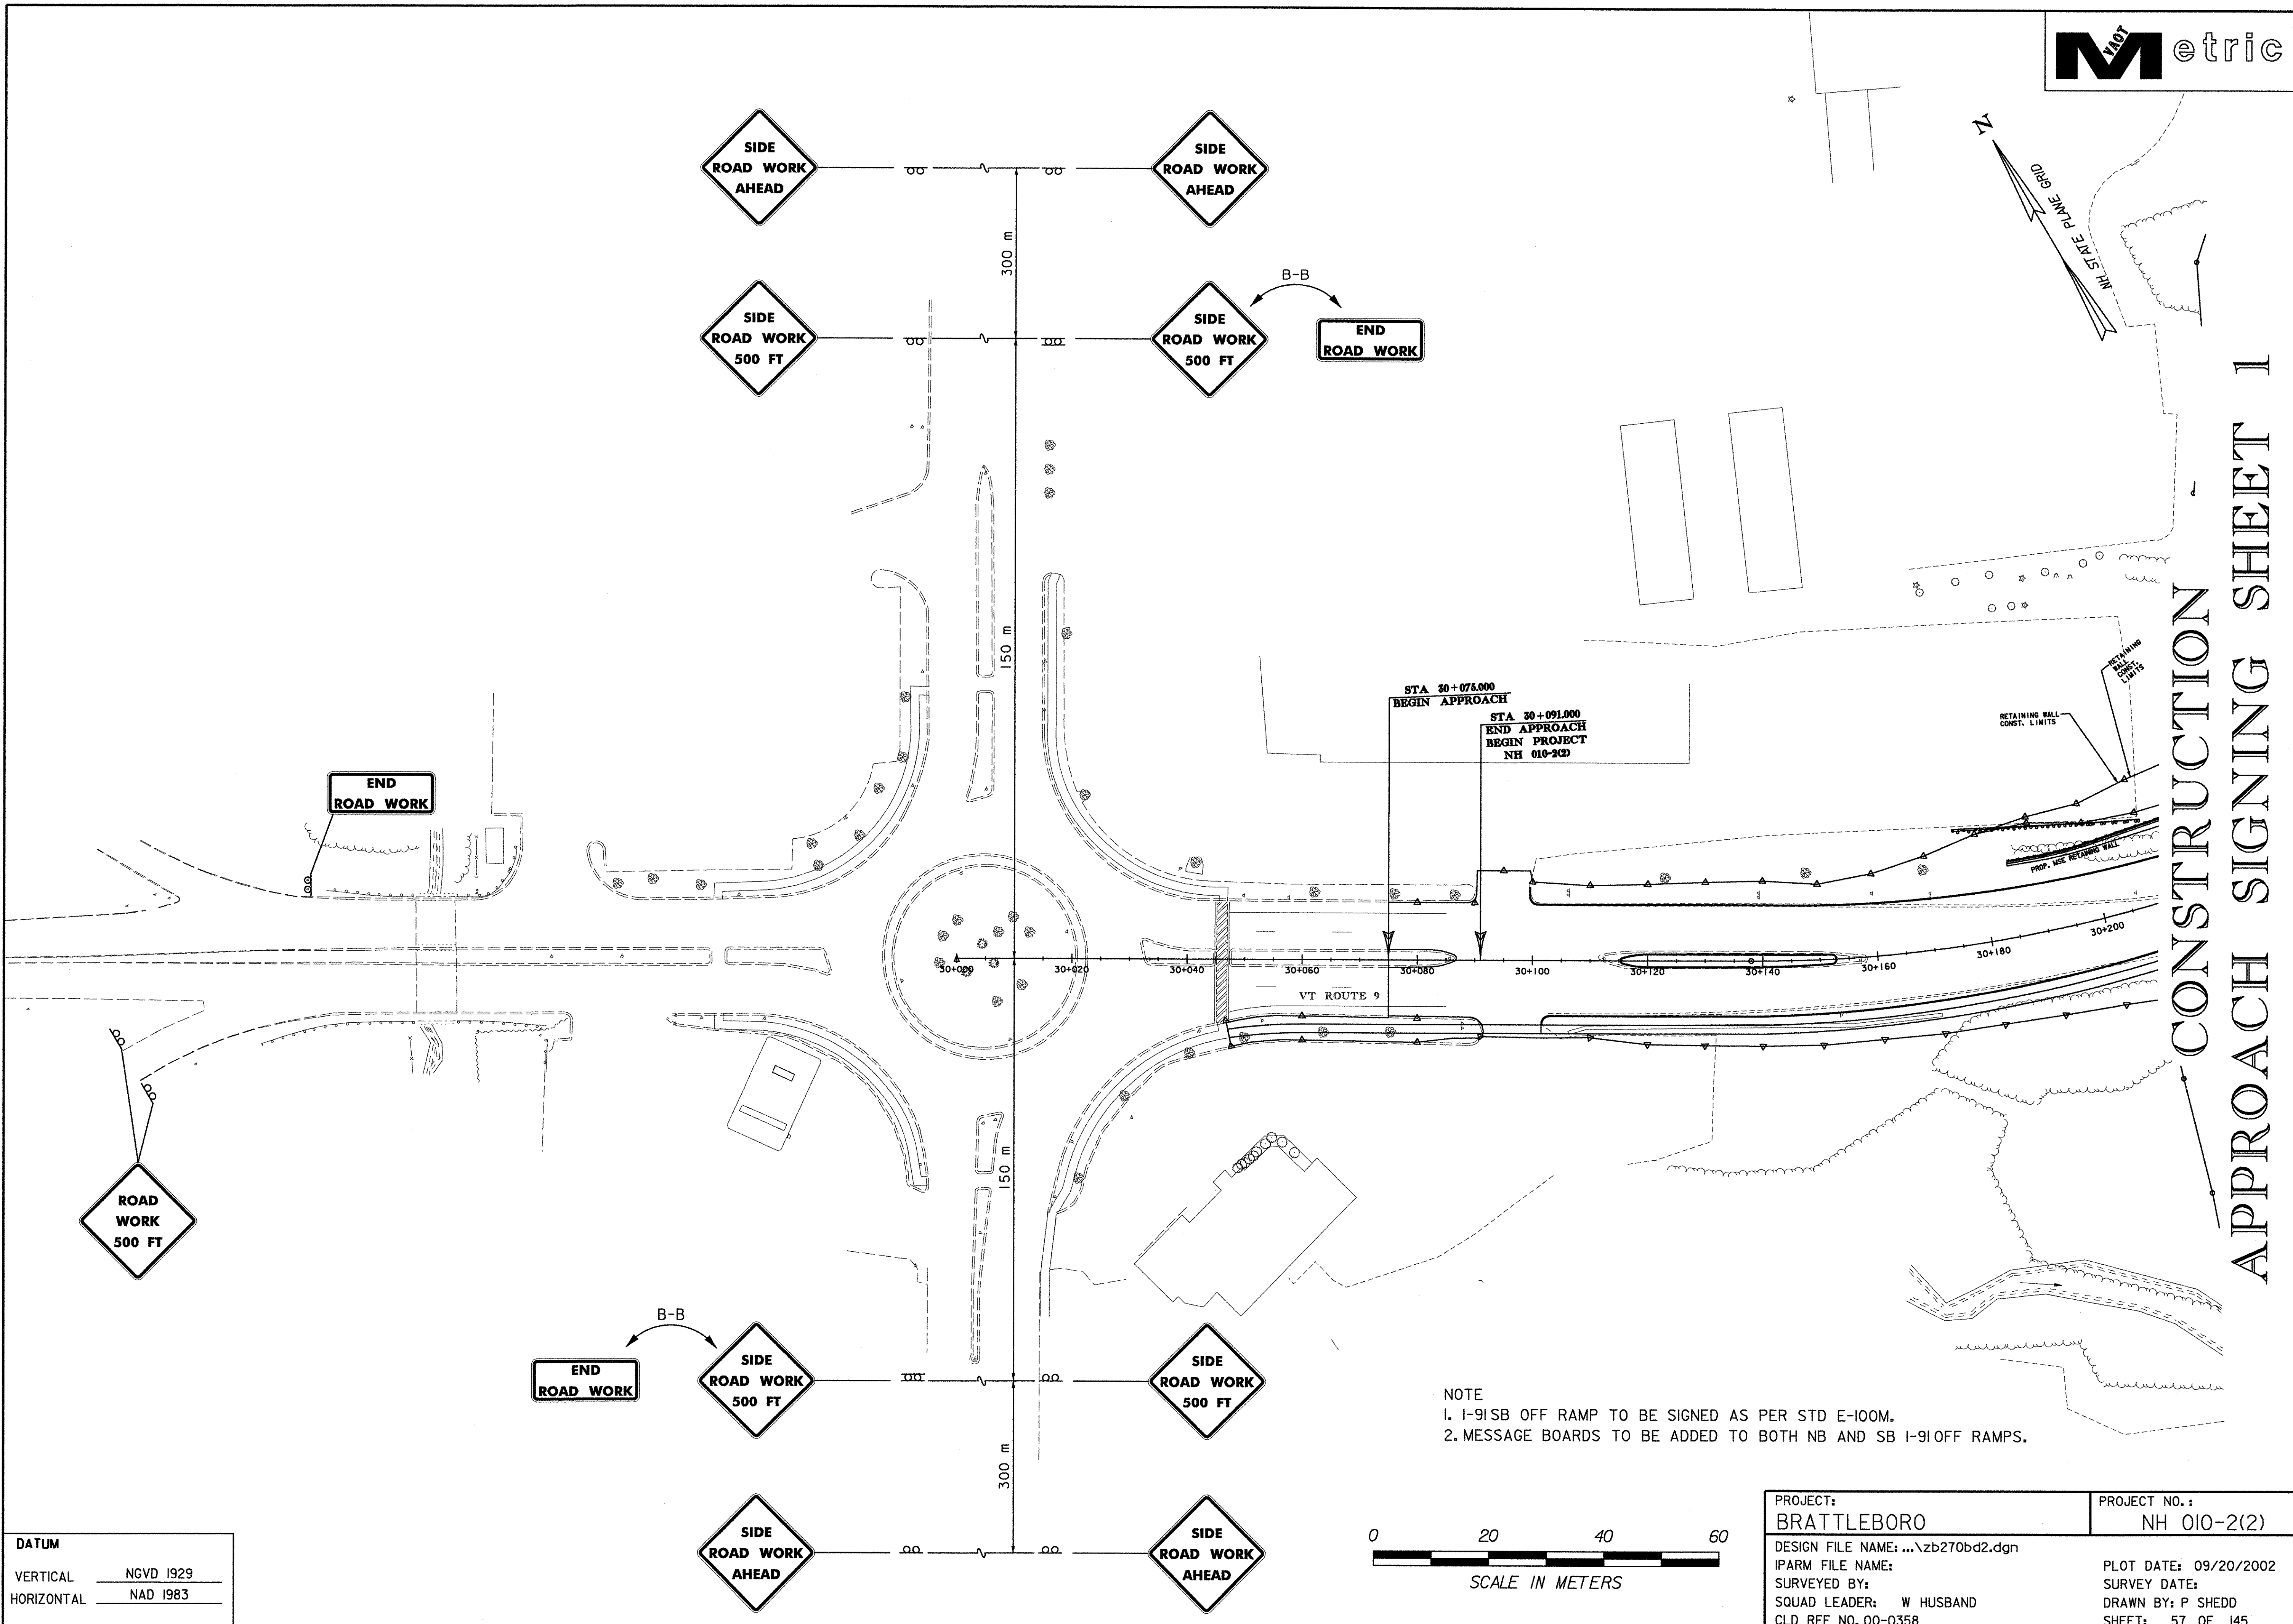 VAOT
Metric
N
NH STATE PLANE GRID
SIDE
ROAD WORK
AHEAD
SIDE
ROAD WORK
AHEAD
300 m
SIDE
ROAD WORK
500 FT
SIDE
ROAD WORK
500 FT
B-B
END
ROAD WORK
150 m
STA 30+075.000
BEGIN APPROACH
STA 30+091.000
END APPROACH
BEGIN PROJECT
NH 010-2(2)
RETAINING
WALL
CONST.
LIMITS
RETAINING WALL
CONST. LIMITS
PROP. MSE RETAINING WALL
END
ROAD WORK
30+000
30+020
30+040
30+060
30+080
30+100
30+120
30+140
30+160
30+180
30+200
VT ROUTE 9
ROAD
WORK
500 FT
150 m
B-B
END
ROAD WORK
SIDE
ROAD WORK
500 FT
SIDE
ROAD WORK
500 FT
300 m
SIDE
ROAD WORK
AHEAD
SIDE
ROAD WORK
AHEAD
NOTE
1. I-91 SB OFF RAMP TO BE SIGNED AS PER STD E-100M.
2. MESSAGE BOARDS TO BE ADDED TO BOTH NB AND SB I-91 OFF RAMPS.
CONSTRUCTION
APPROACH SIGNING SHEET 1
DATUM
VERTICAL NGVD 1929
HORIZONTAL NAD 1983
0 20 40 60
SCALE IN METERS
PROJECT:
BRATTLEBORO
PROJECT NO.:
NH 010-2(2)
DESIGN FILE NAME: ...\zb270bd2.dgn
IPARM FILE NAME:
PLOT DATE: 09/20/2002
SURVEYED BY:
SURVEY DATE:
SQUAD LEADER: W HUSBAND
DRAWN BY: P SHEDD
CLD REF NO. 00-0358
SHEET: 57 OF 145